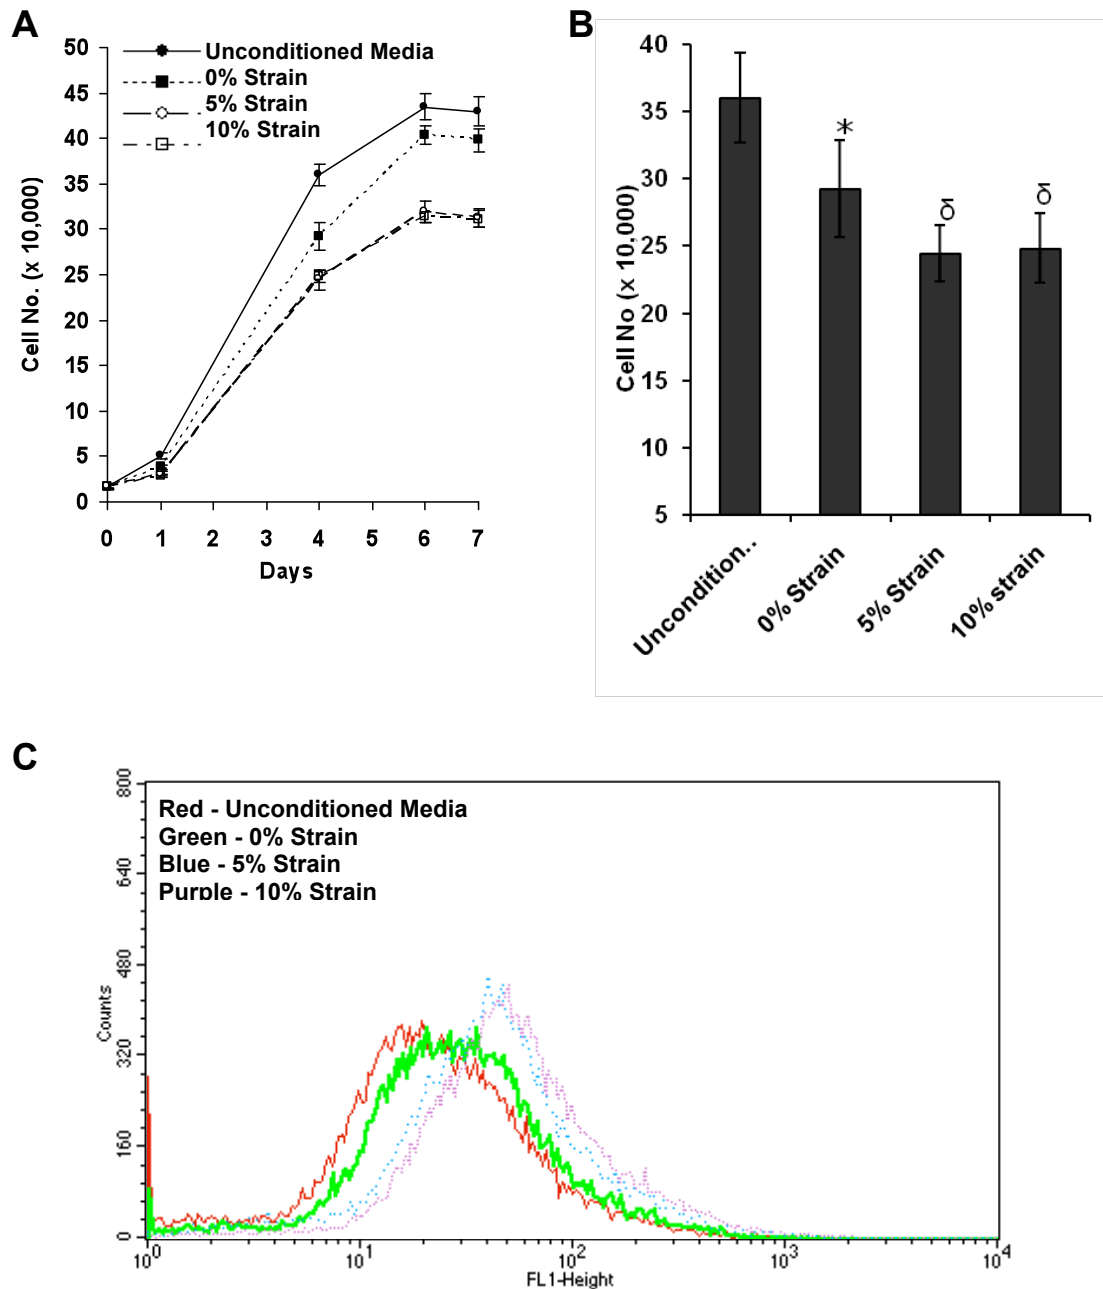 A
50
45
40
35
30
25
20
15
10
5
0
Cell No. (x 10,000)
Unconditioned Media
0% Strain
5% Strain
10% Strain
0 1 2 3 4 5 6 7
Days
B
40
35
30
25
20
15
10
5
Cell No (x 10.000)
*
δ
δ
Uncondition..
0% Strain
5% Strain
10% strain
C
800
640
480
320
160
0
Counts
Red - Unconditioned Media
Green - 0% Strain
Blue - 5% Strain
Purple - 10% Strain
10^0 10^1 10^2 10^3 10^4
FL1-Height